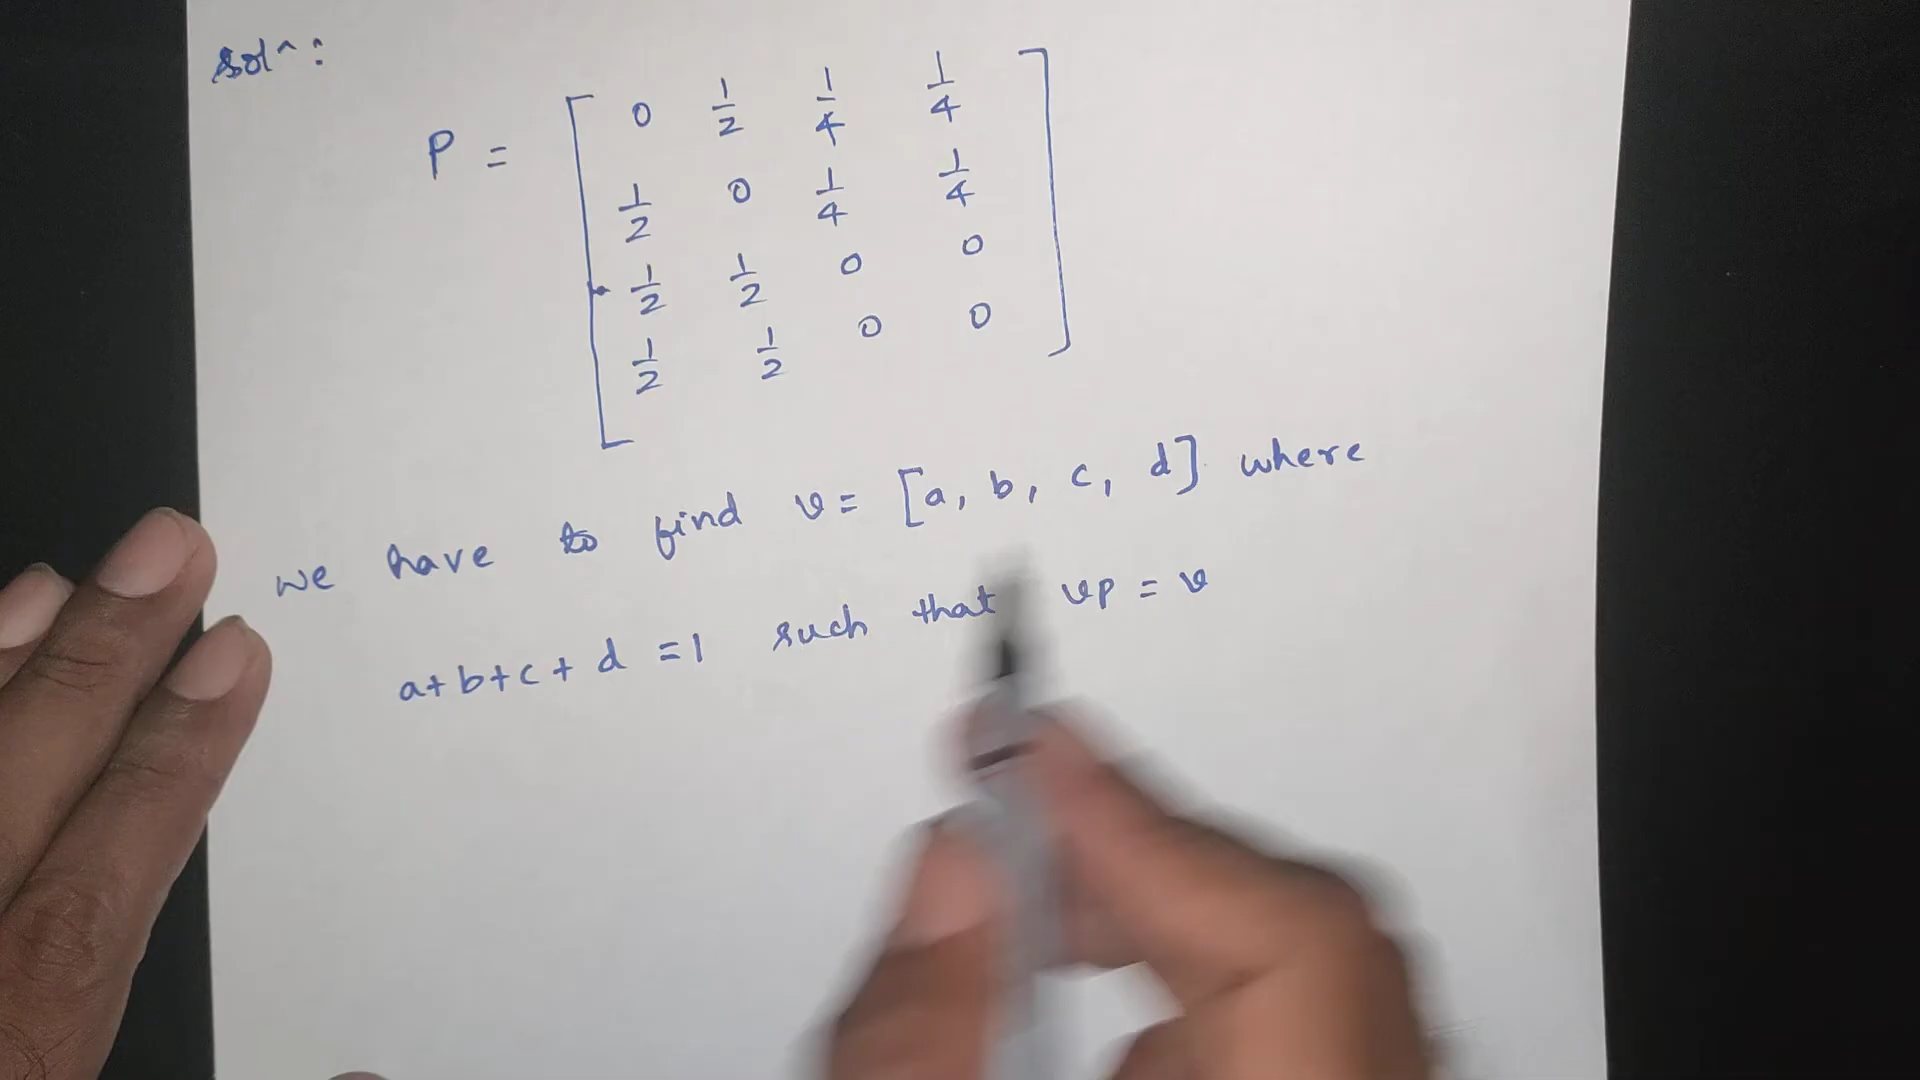 Sol^:
P = [ 0 1/2 1/4 1/4
1/2 0 1/4 1/4
1/2 1/2 0 0
1/2 1/2 0 0 ]
we have to find v = [a, b, c, d] where
a+b+c+d =1 such that vp = v